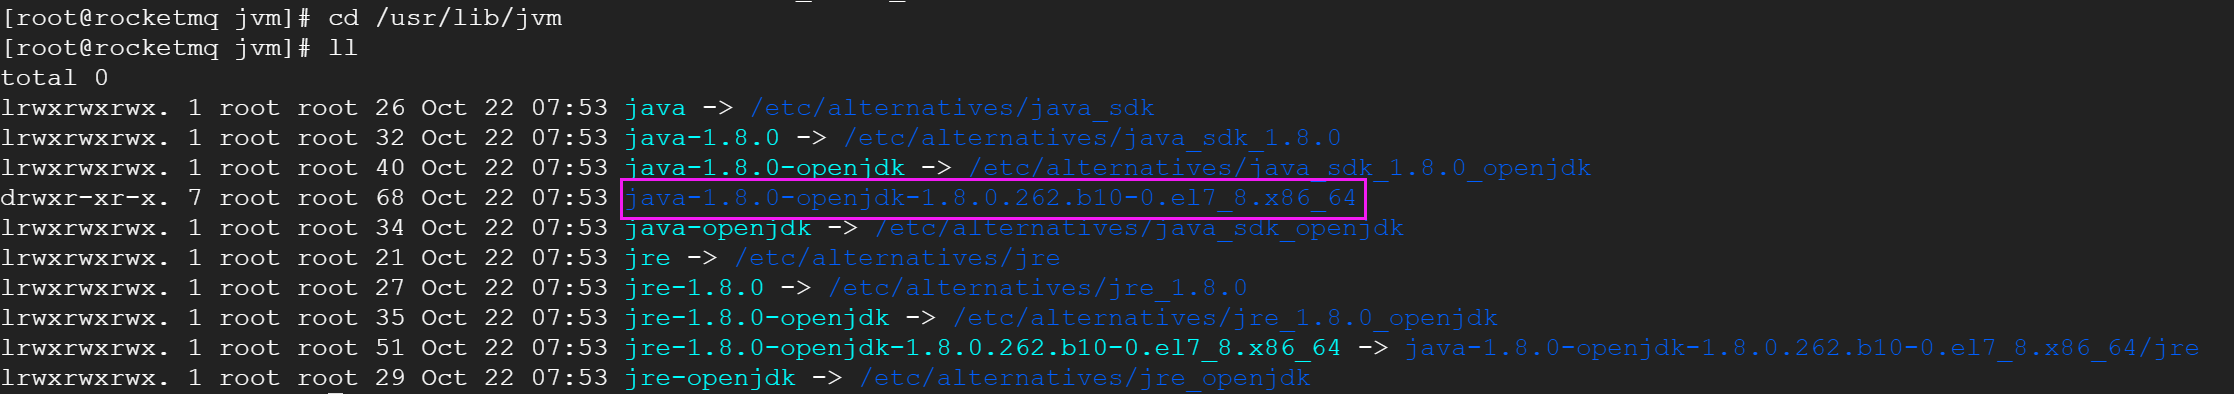 [root@rocketmq jvm]# cd /usr/lib/jvm
[root@rocketmq jvm]# ll
total 0
lrwxrwxrwx. 1 root root 26 Oct 22 07:53 java -> /etc/alternatives/java_sdk
lrwxrwxrwx. 1 root root 32 Oct 22 07:53 java-1.8.0 -> /etc/alternatives/java_sdk_1.8.0
lrwxrwxrwx. 1 root root 40 Oct 22 07:53 java-1.8.0-openjdk -> /etc/alternatives/java_sdk_1.8.0_openjdk
drwxr-xr-x. 7 root root 68 Oct 22 07:53 java-1.8.0-openjdk-1.8.0.262.b10-0.el7_8.x86_64
lrwxrwxrwx. 1 root root 34 Oct 22 07:53 java-openjdk -> /etc/alternatives/java_sdk_openjdk
lrwxrwxrwx. 1 root root 21 Oct 22 07:53 jre -> /etc/alternatives/jre
lrwxrwxrwx. 1 root root 27 Oct 22 07:53 jre-1.8.0 -> /etc/alternatives/jre_1.8.0
lrwxrwxrwx. 1 root root 35 Oct 22 07:53 jre-1.8.0-openjdk -> /etc/alternatives/jre_1.8.0_openjdk
lrwxrwxrwx. 1 root root 51 Oct 22 07:53 jre-1.8.0-openjdk-1.8.0.262.b10-0.el7_8.x86_64 -> java-1.8.0-openjdk-1.8.0.262.b10-0.el7_8.x86_64/jre
lrwxrwxrwx. 1 root root 29 Oct 22 07:53 jre-openjdk -> /etc/alternatives/jre_openjdk